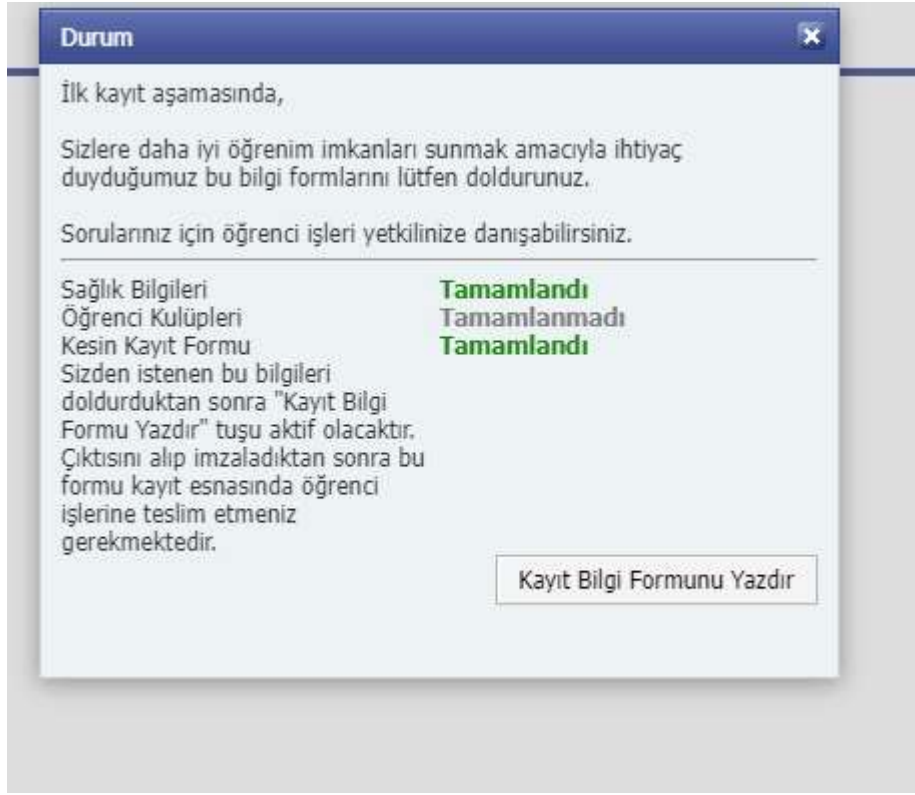 Durum
İlk kayıt aşamasında,
Sizlere daha iyi öğrenim imkanları sunmak amacıyla ihtiyaç
duyduğumuz bu bilgi formlarını lütfen doldurunuz.
Sorularınız için öğrenci işleri yetkilinize danışabilirsiniz.
Sağlık Bilgileri Tamamlandı
Öğrenci Kulüpleri Tamamlanmadı
Kesin Kayıt Formu Tamamlandı
Sizden istenen bu bilgileri
doldurduktan sonra "Kayıt Bilgi
Formu Yazdır" tuşu aktif olacaktır.
Çıktısını alıp imzaladıktan sonra bu
formu kayıt esnasında öğrenci
işlerine teslim etmeniz
gerekmektedir.
Kayıt Bilgi Formunu Yazdır